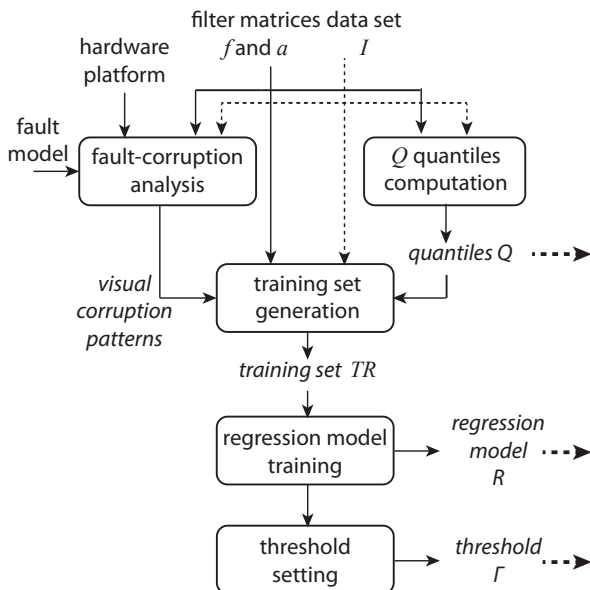 filter matrices data set
f and a I
hardware
platform
fault
model
fault-corruption
analysis
Q quantiles
computation
quantiles Q
visual
corruption
patterns
training set
generation
training set TR
regression model
training
regression
model
R
threshold
setting
threshold
Γ